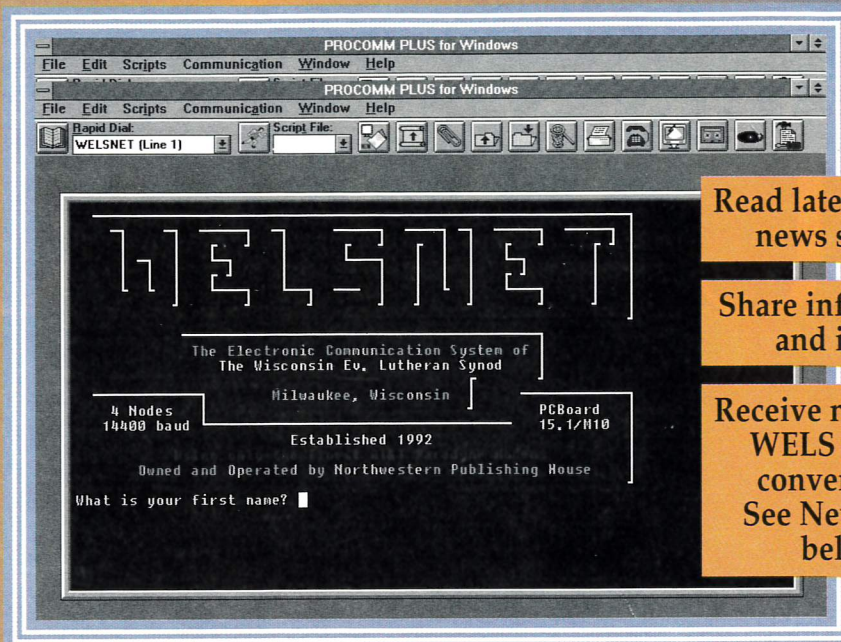 PROCOMM PLUS for Windows
File Edit Scripts Communication Window Help
PROCOMM PLUS for Windows
File Edit Scripts Communication Window Help
Rapid Dial:
WELSNET (Line 1)
Script File:
WELSNET
The Electronic Communication System of
The Wisconsin Ev. Lutheran Synod
Milwaukee, Wisconsin
4 Nodes
14400 baud
PCBoard
15.1/M10
Established 1992
Owned and Operated by Northwestern Publishing House
What is your first name?
Read late
news s
Share inf
and i
Receive r
WELS
conver
See Ne
bel